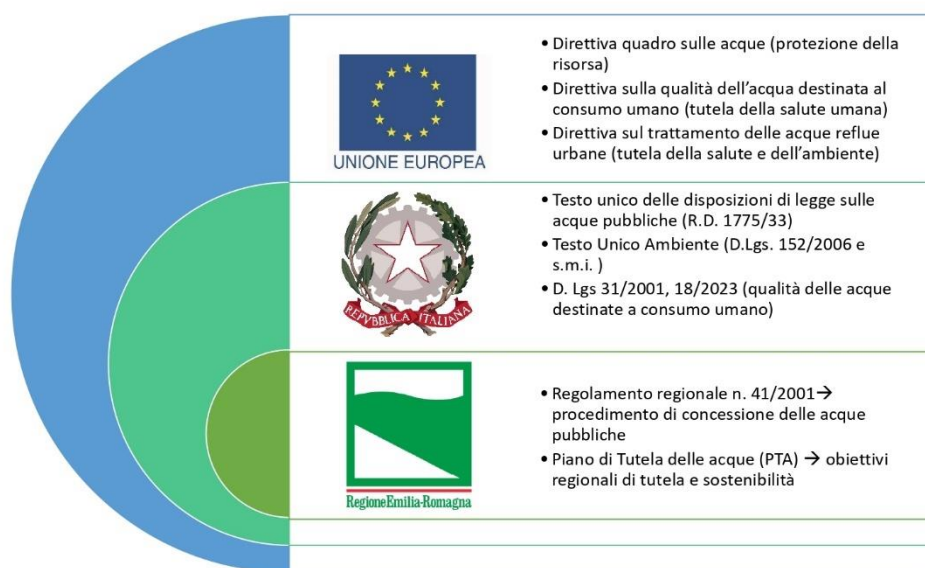 • Direttiva quadro sulle acque (protezione della
risorsa)
• Direttiva sulla qualità dell’acqua destinata al
consumo umano (tutela della salute umana)
• Direttiva sul trattamento delle acque reflue
urbane (tutela della salute e dell’ambiente)
UNIONE EUROPEA
• Testo unico delle disposizioni di legge sulle
acque pubbliche (R.D. 1775/33)
• Testo Unico Ambiente (D.Lgs. 152/2006 e
s.m.i. )
• D. Lgs 31/2001, 18/2023 (qualità delle acque
destinate a consumo umano)
REPVBBLICA ITALIANA
• Regolamento regionale n. 41/2001→
procedimento di concessione delle acque
pubbliche
• Piano di Tutela delle acque (PTA) → obiettivi
regionali di tutela e sostenibilità
RegioneEmilia-Romagna